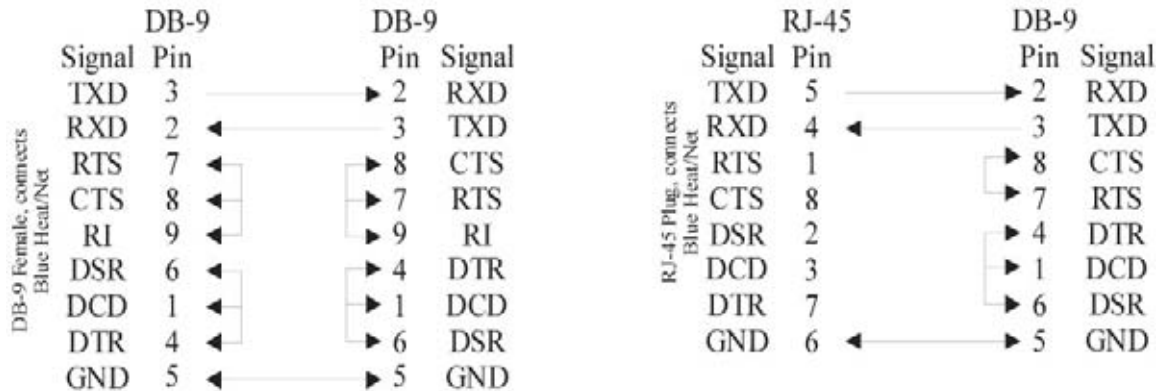 DB-9 DB-9
Signal Pin Pin Signal
TXD 3 2 RXD
RXD 2 3 TXD
RTS 7 8 CTS
CTS 8 7 RTS
RI 9 9 RI
DSR 6 4 DTR
DCD 1 1 DCD
DTR 4 6 DSR
GND 5 5 GND
DB-9 Female, connects
Blue Heat/Net
RJ-45 DB-9
Signal Pin Pin Signal
TXD 5 2 RXD
RXD 4 3 TXD
RTS 1 8 CTS
CTS 8 7 RTS
DSR 2 4 DTR
DCD 3 1 DCD
DTR 7 6 DSR
GND 6 5 GND
RJ-45 Plug, connects
Blue Heat/Net